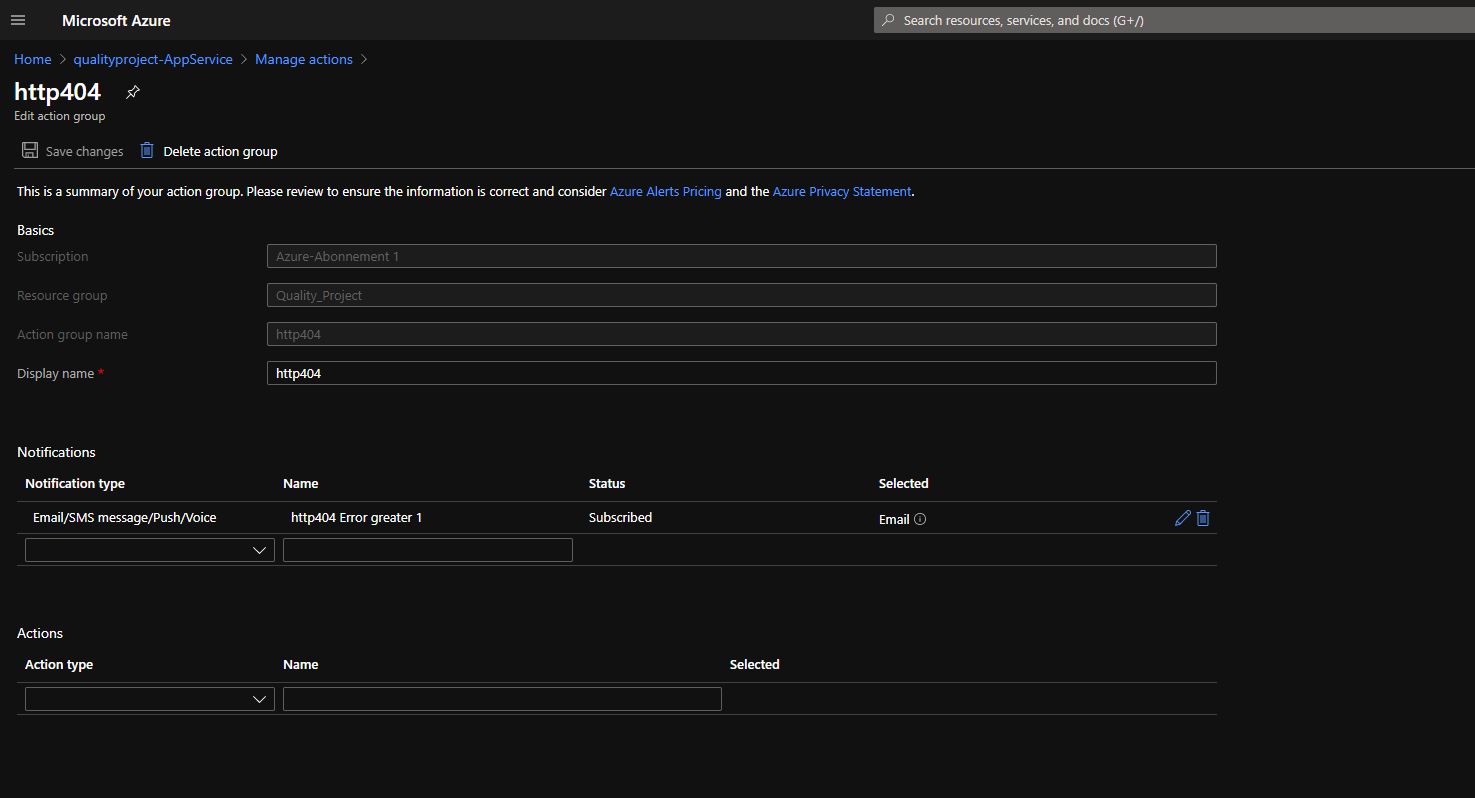 Microsoft Azure
Search resources, services, and docs (G+/)
Home > qualityproject-AppService > Manage actions >
http404
Edit action group
Save changes Delete action group
This is a summary of your action group. Please review to ensure the information is correct and consider Azure Alerts Pricing and the Azure Privacy Statement.
Basics
Subscription Azure-Abonnement 1
Resource group Quality_Project
Action group name http404
Display name * http404
Notifications
Notification type Name Status Selected
Email/SMS message/Push/Voice http404 Error greater 1 Subscribed Email
Actions
Action type Name Selected